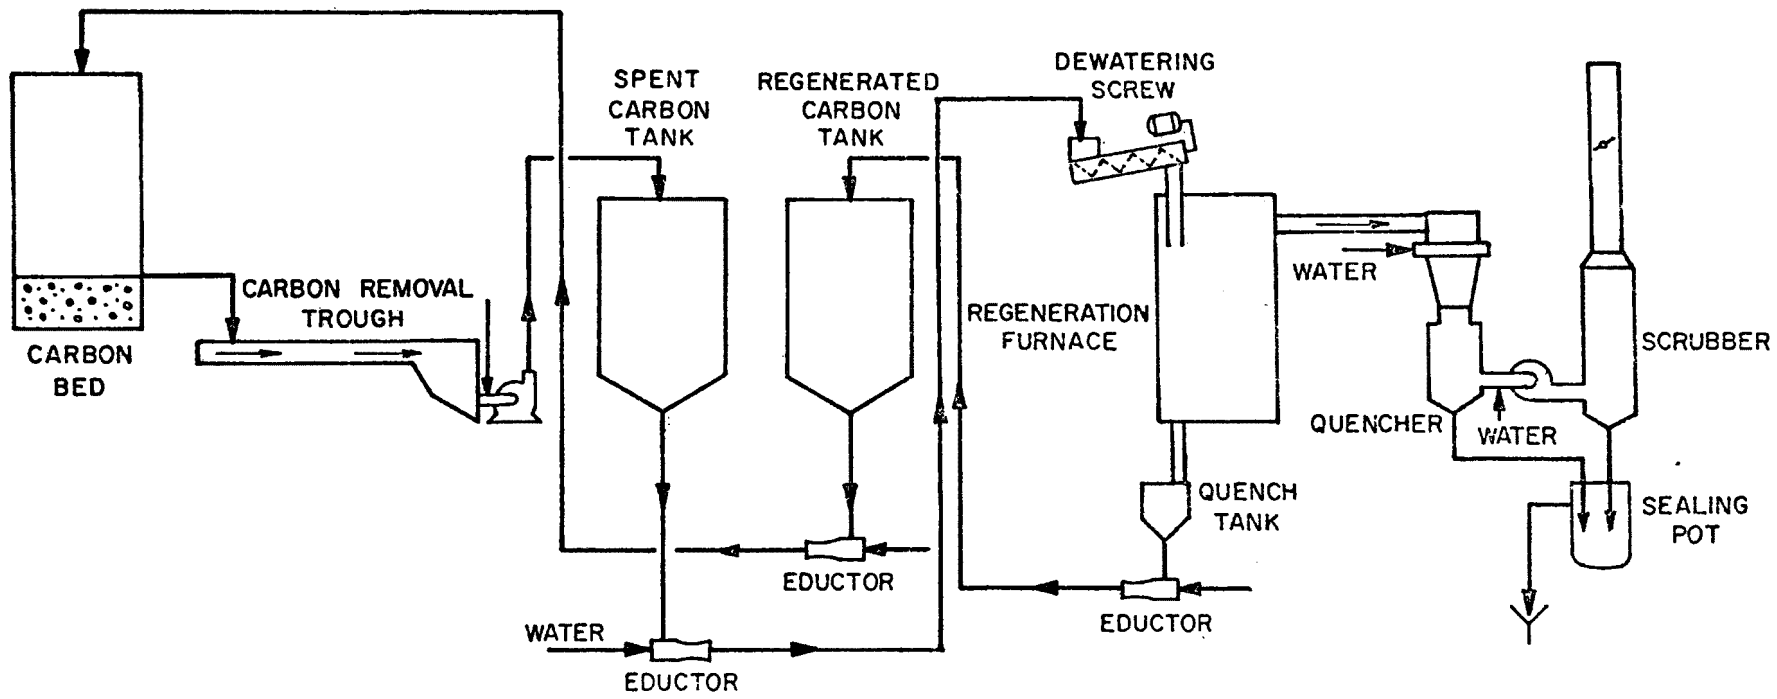 DEWATERING
SCREW
SPENT
CARBON
TANK
REGENERATED
CARBON
TANK
CARBON REMOVAL
TROUGH
CARBON
BED
WATER
REGENERATION
FURNACE
SCRUBBER
QUENCHER
WATER
QUENCH
TANK
SEALING
POT
EDUCTOR
EDUCTOR
WATER
EDUCTOR